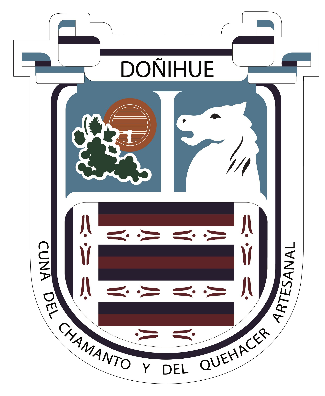 DOÑIHUE
CUNA DEL CHAMANTO Y DEL QUEHACER ARTESANAL